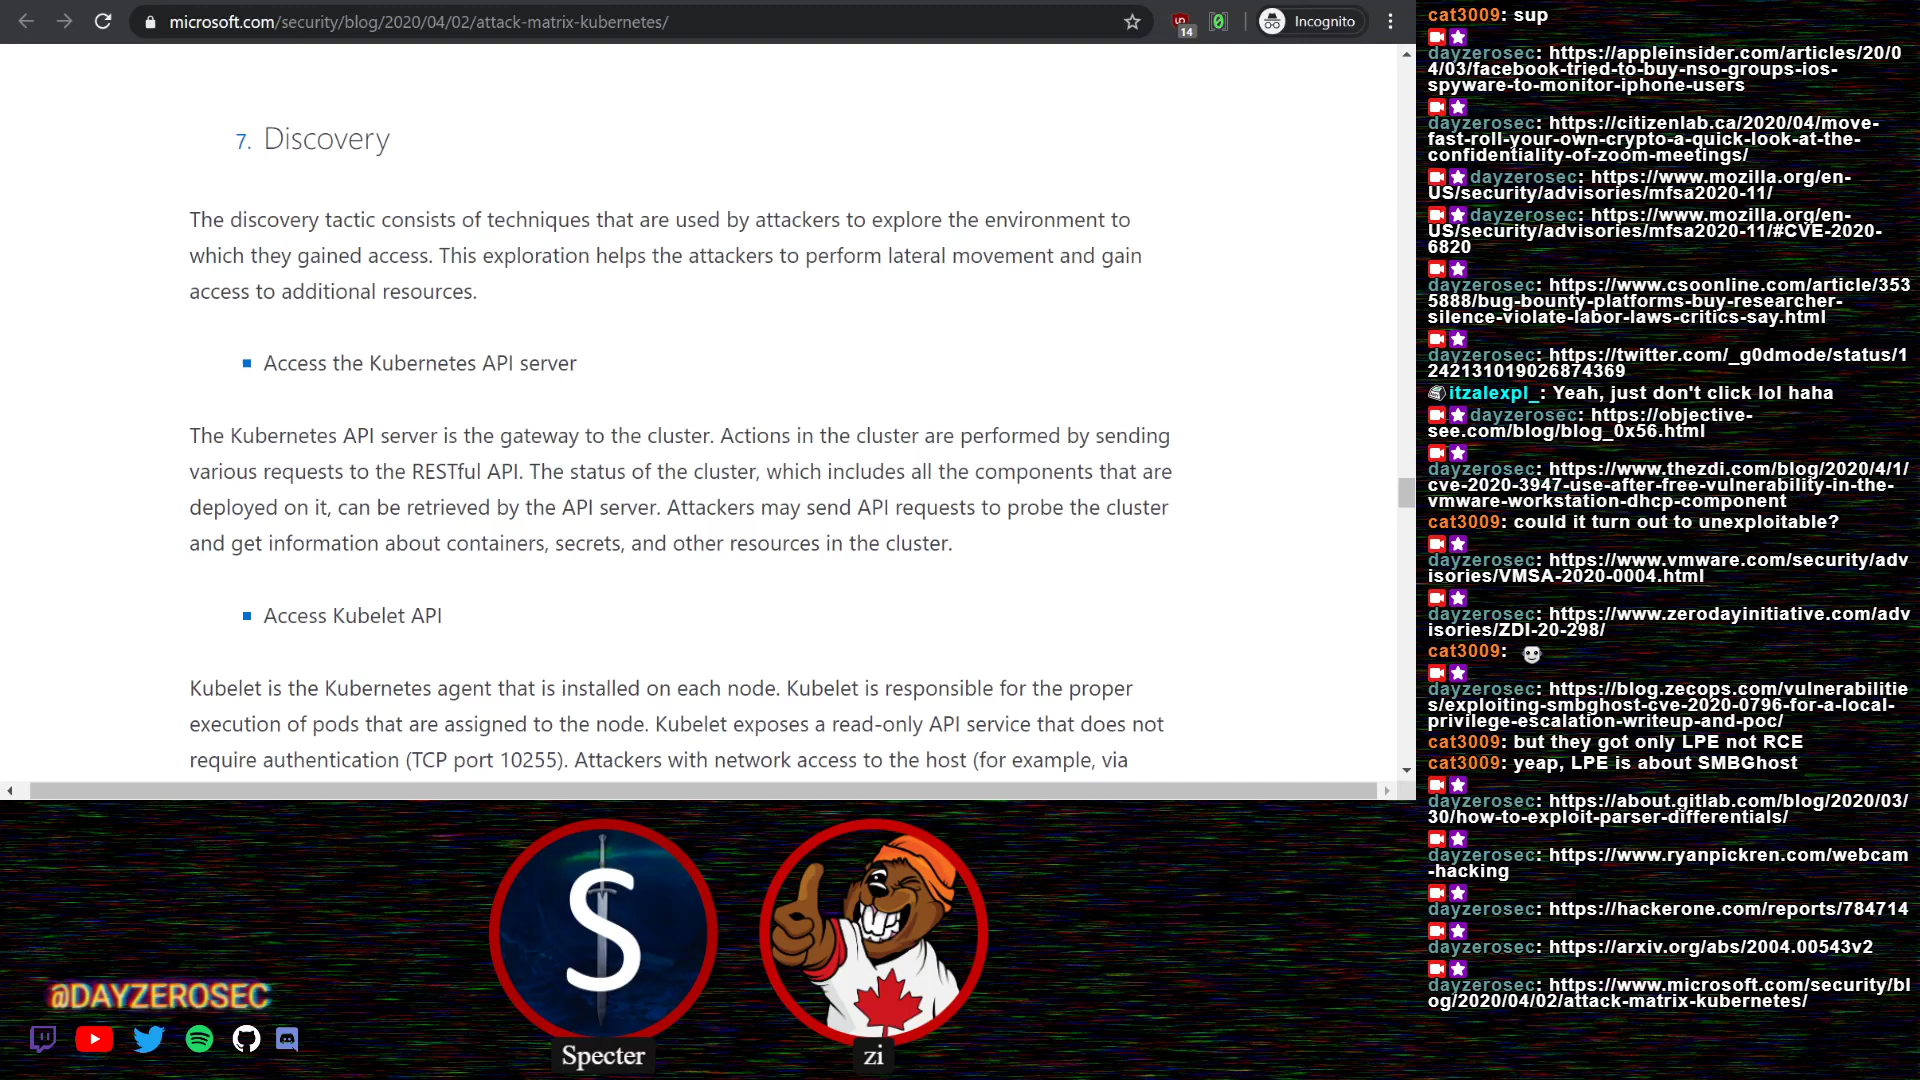 microsoft.com/security/blog/2020/04/02/attack-matrix-kubernetes/
14
Incognito
7. Discovery
The discovery tactic consists of techniques that are used by attackers to explore the environment to
which they gained access. This exploration helps the attackers to perform lateral movement and gain
access to additional resources.
Access the Kubernetes API server
The Kubernetes API server is the gateway to the cluster. Actions in the cluster are performed by sending
various requests to the RESTful API. The status of the cluster, which includes all the components that are
deployed on it, can be retrieved by the API server. Attackers may send API requests to probe the cluster
and get information about containers, secrets, and other resources in the cluster.
Access Kubelet API
Kubelet is the Kubernetes agent that is installed on each node. Kubelet is responsible for the proper
execution of pods that are assigned to the node. Kubelet exposes a read-only API service that does not
require authentication (TCP port 10255). Attackers with network access to the host (for example, via
@DAYZEROSEC
S
Specter
zi
cat3009: sup
dayzerosec: https://appleinsider.com/articles/20/0
4/03/facebook-tried-to-buy-nso-groups-ios-
spyware-to-monitor-iphone-users
dayzerosec: https://citizenlab.ca/2020/04/move-
fast-roll-your-own-crypto-a-quick-look-at-the-
confidentiality-of-zoom-meetings/
dayzerosec: https://www.mozilla.org/en-
US/security/advisories/mfsa2020-11/
dayzerosec: https://www.mozilla.org/en-
US/security/advisories/mfsa2020-11/#CVE-2020-
6820
dayzerosec: https://www.csoonline.com/article/353
5888/bug-bounty-platforms-buy-researcher-
silence-violate-labor-laws-critics-say.html
dayzerosec: https://twitter.com/_g0dmode/status/1
242131019026874369
itzalexpl_: Yeah, just don't click lol haha
dayzerosec: https://objective-
see.com/blog/blog_0x56.html
dayzerosec: https://www.thezdi.com/blog/2020/4/1/
cve-2020-3947-use-after-free-vulnerability-in-the-
vmware-workstation-dhcp-component
cat3009: could it turn out to unexploitable?
dayzerosec: https://www.vmware.com/security/adv
isories/VMSA-2020-0004.html
dayzerosec: https://www.zerodayinitiative.com/adv
isories/ZDI-20-298/
cat3009:
dayzerosec: https://blog.zecops.com/vulnerabilitie
s/exploiting-smbghost-cve-2020-0796-for-a-local-
privilege-escalation-writeup-and-poc/
cat3009: but they got only LPE not RCE
cat3009: yeap, LPE is about SMBGhost
dayzerosec: https://about.gitlab.com/blog/2020/03/
30/how-to-exploit-parser-differentials/
dayzerosec: https://www.ryanpickren.com/webcam
-hacking
dayzerosec: https://hackerone.com/reports/784714
dayzerosec: https://arxiv.org/abs/2004.00543v2
dayzerosec: https://www.microsoft.com/security/bl
og/2020/04/02/attack-matrix-kubernetes/